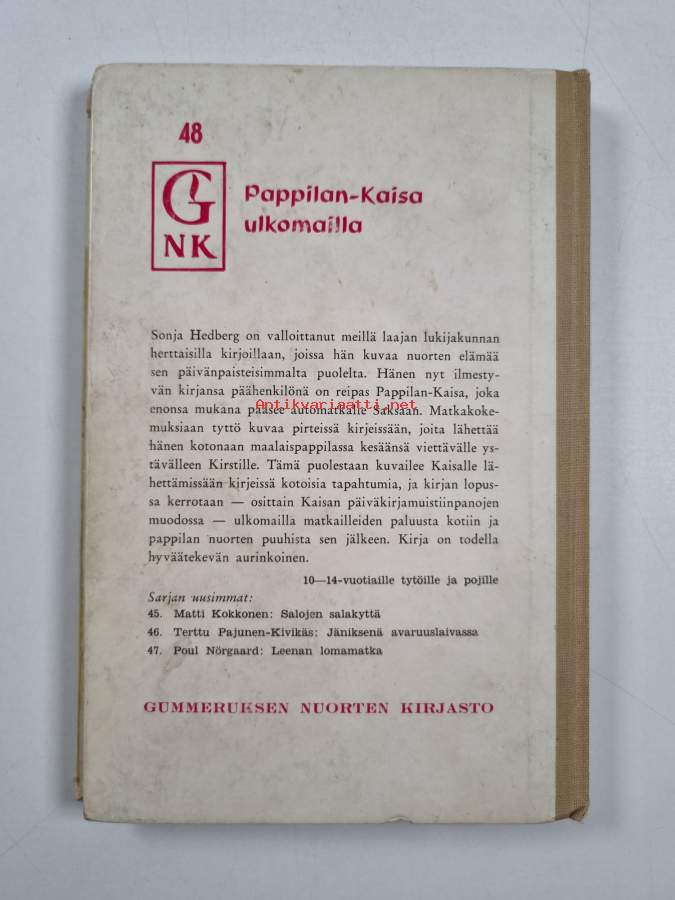 48
G
NK
Pappilan-Kaisa
ulkomailla
Sonja Hedberg on valloittanut meillä laajan lukijakunnan
herttaisilla kirjoillaan, joissa hän kuvaa nuorten elämää
sen päivänpaisteisimmalta puolelta. Hänen nyt ilmesty-
vän kirjansa päähenkilönä on reipas Pappilan-Kaisa, joka
Antikvariaatti.net
enonsa mukana pääsee automatkalle Saksaan. Matkakoke-
muksiaan tyttö kuvaa pirteissä kirjeissään, joita lähettää
hänen kotonaan maalaispappilassa kesäänsä viettävälle ys-
tävälleen Kirstille. Tämä puolestaan kuvailee Kaisalle lä-
hettämissään kirjeissä kotoisia tapahtumia, ja kirjan lopus-
sa kerrotaan — osittain Kaisan päiväkirjamuistiinpanojen
muodossa — ulkomailla matkailleiden paluusta kotiin ja
pappilan nuorten puuhista sen jälkeen. Kirja on todella
hyväätekevän aurinkoinen.
10—14-vuotiaille tytöille ja pojille
Sarjan uusimmat:
45. Matti Kokkonen: Salojen salakyttä
46. Terttu Pajunen-Kivikäs: Jäniksenä avaruuslaivassa
47. Poul Nörgaard: Leenan lomamatka
GUMMERUKSEN NUORTEN KIRJASTO